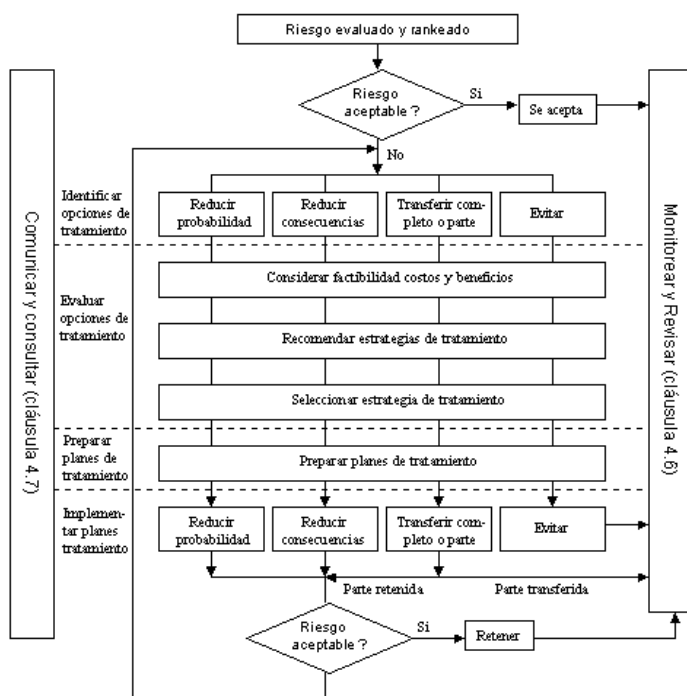 Riesgo evaluado y rankeado
Riesgo
aceptable ?
Si
Se acepta
No
Identificar
opciones de
tratamiento
Reducir
probabilidad
Reducir
consecuencias
Transferir com-
pleto o parte
Evitar
Comunicar y consultar (cláusula 4.7)
Monitorear y Revisar (cláusula 4.6)
Evaluar
opciones de
tratamiento
Considerar factibilidad costos y beneficios
Recomendar estrategias de tratamiento
Seleccionar estrategia de tratamiento
Preparar
planes de
tratamiento
Preparar planes de tratamiento
Implemen-
tar planes
tratamiento
Reducir
probabilidad
Reducir
consecuencias
Transferir com-
pleto o parte
Evitar
Parte retenida
Parte transferida
Riesgo
aceptable ?
Si
Retener